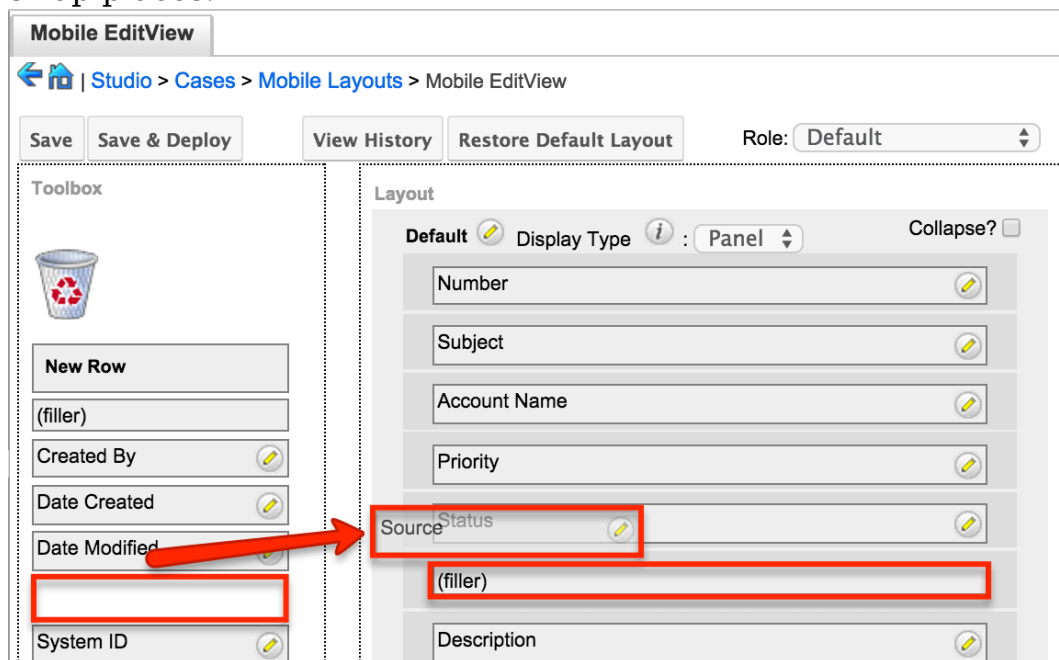 Mobile EditView
| Studio > Cases > Mobile Layouts > Mobile EditView
Save Save & Deploy View History Restore Default Layout Role: Default
Toolbox
Layout
Default Display Type i : Panel Collapse?
Number
Subject
New Row
Account Name
(filler)
Created By
Priority
Date Created
Source
Status
Date Modified
(filler)
System ID
Description